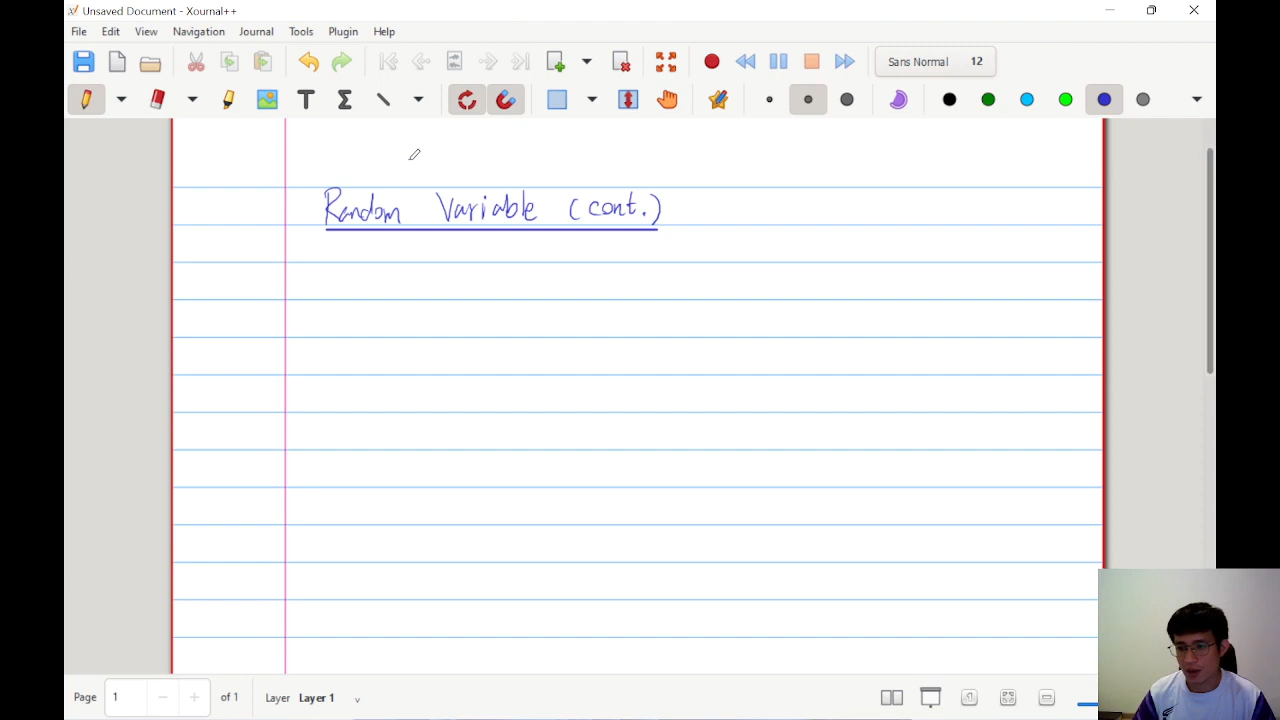 Unsaved Document - Xournal++
File Edit View Navigation Journal Tools Plugin Help
Sans Normal 12
Random Variable (cont.)
Page 1 of 1 Layer Layer 1